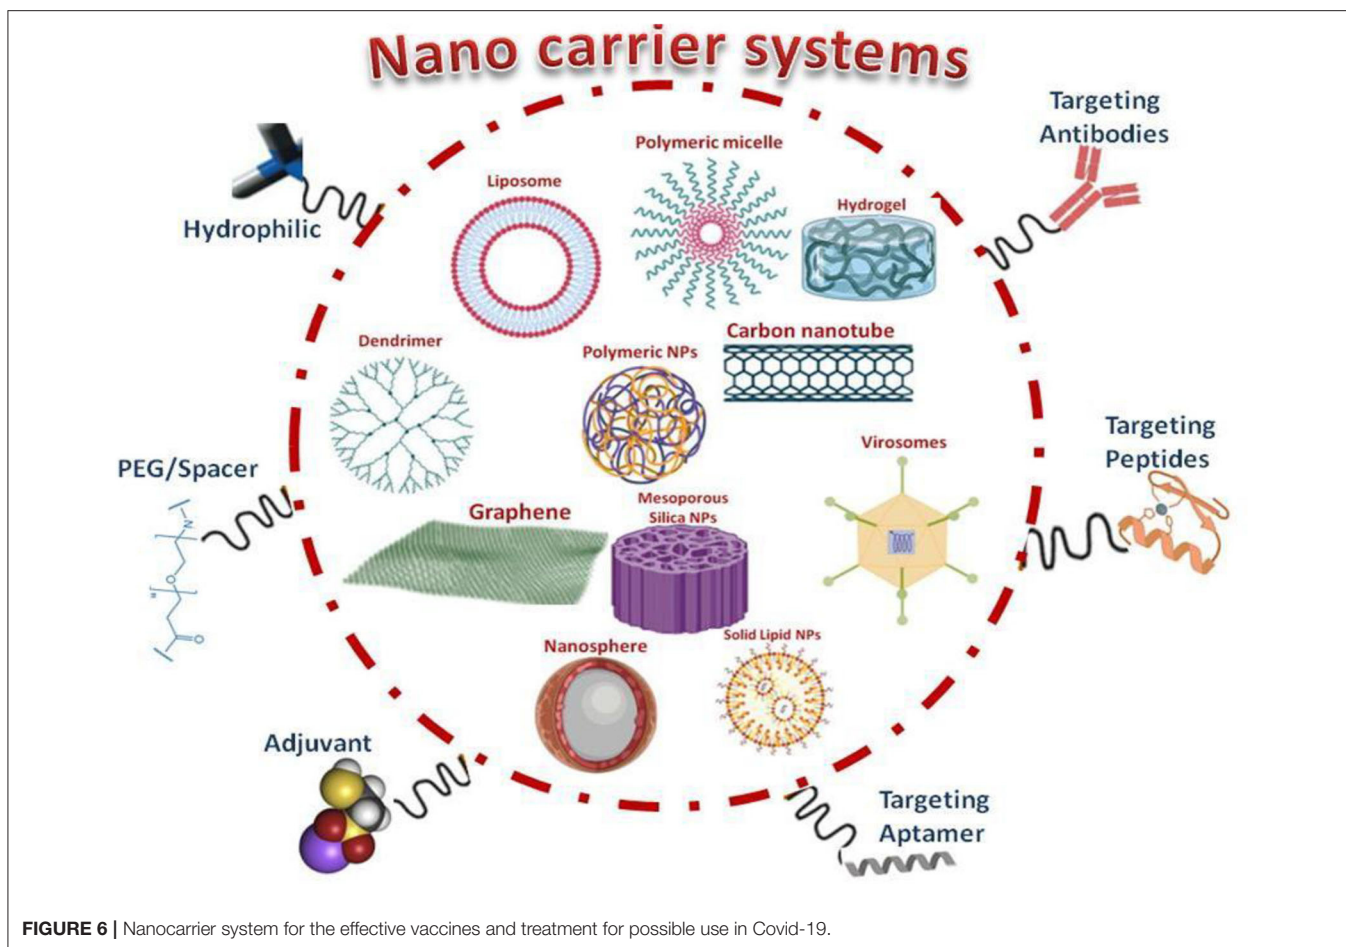 Nano carrier systems
Targeting
Antibodies
Polymeric micelle
Liposome
Hydrogel
Hydrophilic
Carbon nanotube
Dendrimer
Polymeric NPs
Targeting
Peptides
Virosomes
PEG/Spacer
Mesoporous
Silica NPs
Graphene
N
O
n
O
Solid Lipid NPs
Nanosphere
Adjuvant
Targeting
Aptamer
FIGURE 6 | Nanocarrier system for the effective vaccines and treatment for possible use in Covid-19.